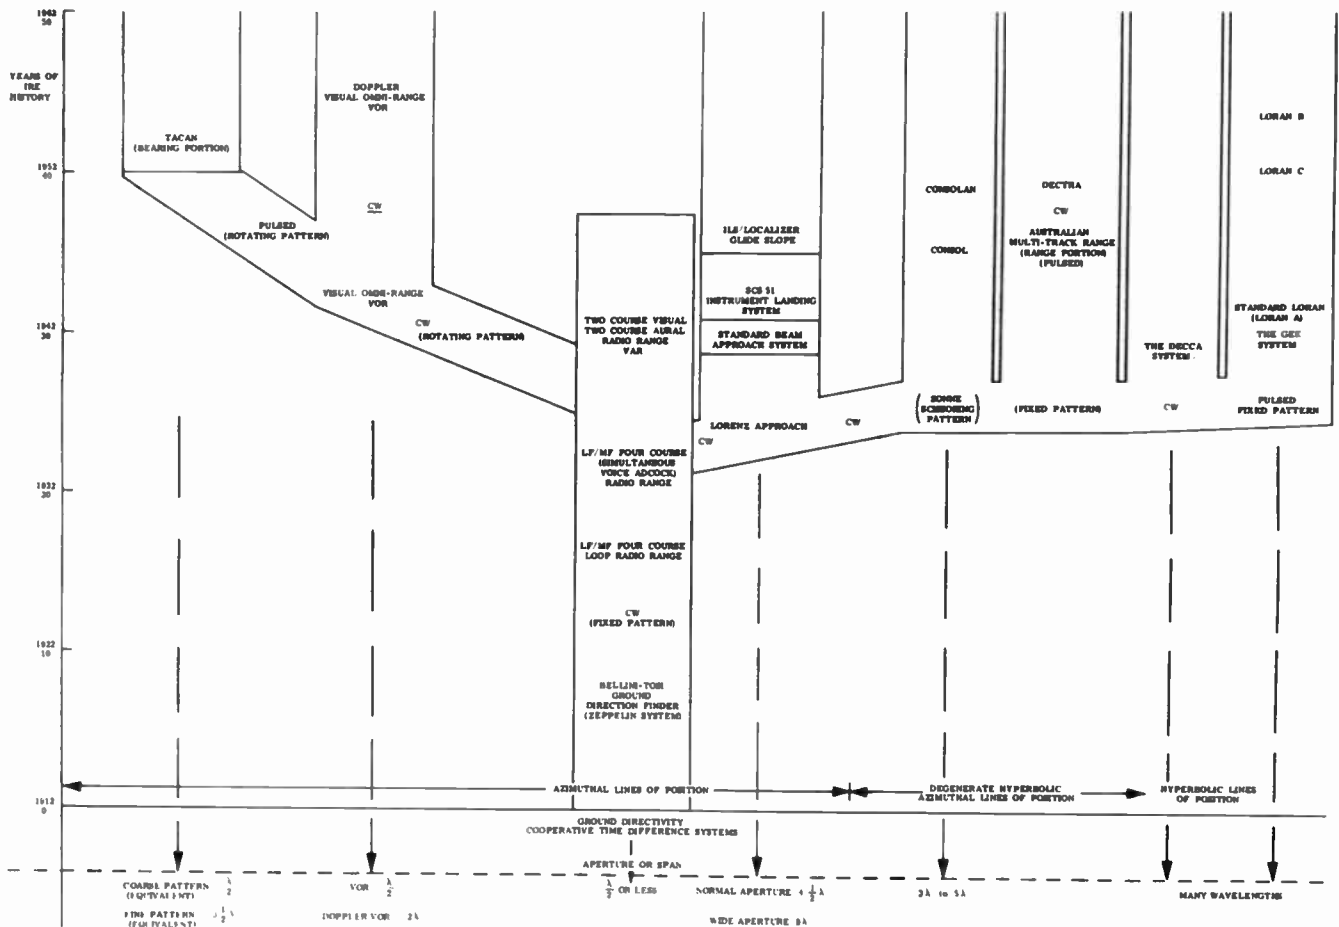 1962
50
YEARS OF
IRE
HISTORY
1952
40
1942
30
1932
20
1922
10
1912
0
TACAN
(BEARING PORTION)
PULSED
(ROTATING PATTERN)
DOPPLER
VISUAL OMNI-RANGE
VOR
CW
VISUAL OMNI-RANGE
VOR
CW
(ROTATING PATTERN)
TWO COURSE VISUAL
TWO COURSE AURAL
RADIO RANGE
VAR
LF/MF FOUR COURSE
(SIMULTANEOUS
VOICE ADCOCK)
RADIO RANGE
LF/MF FOUR COURSE
LOOP RADIO RANGE
CW
(FIXED PATTERN)
BELLINI-TOSI
GROUND
DIRECTION FINDER
(ZEPPELIN SYSTEM)
ILS/LOCALIZER
GLIDE SLOPE
SCS 51
INSTRUMENT LANDING
SYSTEM
STANDARD BEAM
APPROACH SYSTEM
LORENZ APPROACH
CW
CW
CONSOLAN
CONSOL
(SONNE
PATTERN)
DECTRA
CW
AUSTRALIAN
MULTI-TRACK RANGE
(RANGE PORTION)
(PULSED)
(FIXED PATTERN)
THE DECCA
SYSTEM
CW
LORAN B
LORAN C
STANDARD LORAN
(LORAN A)
THE GEE
SYSTEM
PULSED
FIXED PATTERN
AZIMUTHAL LINES OF POSITION
DEGENERATE HYPERBOLIC
AZIMUTHAL LINES OF POSITION
HYPERBOLIC LINES
OF POSITION
GROUND DIRECTIVITY
COOPERATIVE TIME DIFFERENCE SYSTEMS
APERTURE OR SPAN
COARSE PATTERN λ/2
(EQUIVALENT)
FINE PATTERN
(EQUIVALENT)
VOR λ/2
DOPPLER VOR 2λ
λ/2 OR LESS
NORMAL APERTURE 4 1/2 λ
WIDE APERTURE
3λ to 5λ
MANY WAVELENGTHS